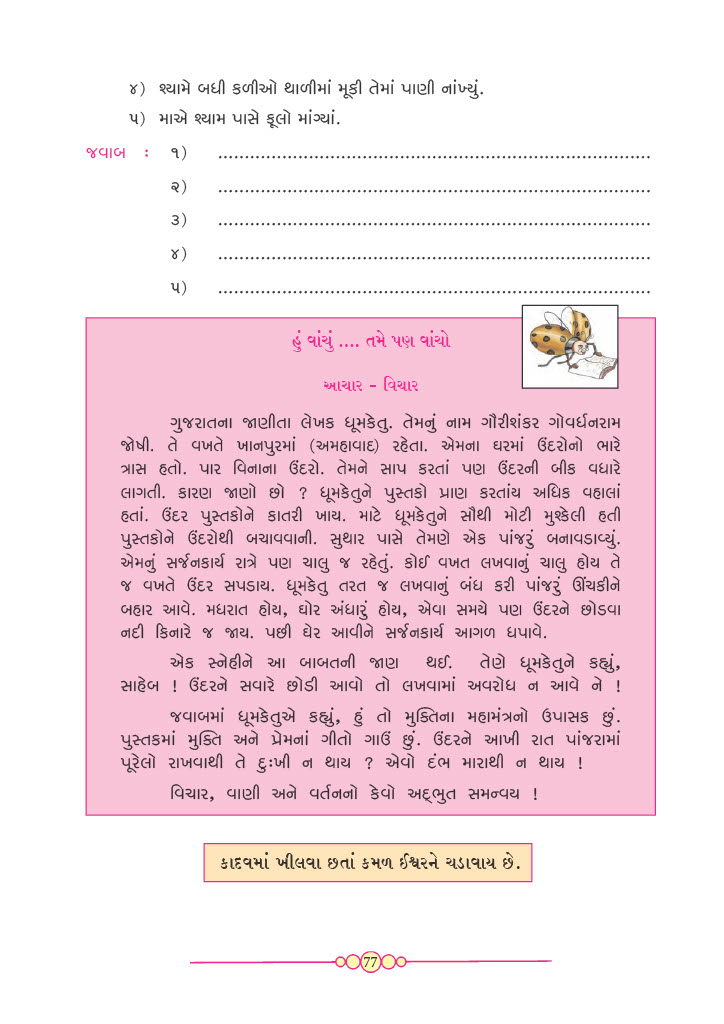 ૪) શ્યામે બધી કળીઓ થાળીમાં મૂકી તેમાં પાણી નાંખ્યું.
૫) માએ શ્યામ પાસે ફૂલો માંગ્યાં.
જવાબ : ૧) ..................................................................................
૨) ..................................................................................
૩) ..................................................................................
૪) ..................................................................................
૫) ..................................................................................
હું વાંચું .... તમે પણ વાંચો
આચાર - વિચાર
ગુજરાતના જાણીતા લેખક ધૂમકેતુ. તેમનું નામ ગૌરીશંકર ગોવર્ધનરામ
જોષી. તે વખતે ખાનપુરમાં (અમહાવાદ) રહેતા. એમના ઘરમાં ઉંદરોનો ભારે
ત્રાસ હતો. પાર વિનાના ઉંદરો. તેમને સાપ કરતાં પણ ઉંદરની બીક વધારે
લાગતી. કારણ જાણો છો ? ધૂમકેતુને પુસ્તકો પ્રાણ કરતાંય અધિક વહાલાં
હતાં. ઉંદર પુસ્તકોને કાતરી ખાય. માટે ધૂમકેતુને સૌથી મોટી મુશ્કેલી હતી
પુસ્તકોને ઉંદરોથી બચાવવાની. સુથાર પાસે તેમણે એક પાંજરું બનાવડાવ્યું.
એમનું સર્જનકાર્ય રાત્રે પણ ચાલુ જ રહેતું. કોઈ વખત લખવાનું ચાલુ હોય તે
જ વખતે ઉંદર સપડાય. ધૂમકેતુ તરત જ લખવાનું બંધ કરી પાંજરું ઊંચકીને
બહાર આવે. મધરાત હોય, ઘોર અંધારું હોય, એવા સમયે પણ ઉંદરને છોડવા
નદી કિનારે જ જાય. પછી ઘેર આવીને સર્જનકાર્ય આગળ ધપાવે.
એક સ્નેહીને આ બાબતની જાણ થઈ. તેણે ધૂમકેતુને કહ્યું,
સાહેબ ! ઉંદરને સવારે છોડી આવો તો લખવામાં અવરોધ ન આવે ને !
જવાબમાં ધૂમકેતુએ કહ્યું, હું તો મુક્તિના મહામંત્રનો ઉપાસક છું.
પુસ્તકમાં મુક્તિ અને પ્રેમનાં ગીતો ગાઉં છું. ઉંદરને આખી રાત પાંજરામાં
પૂરેલો રાખવાથી તે દુઃખી ન થાય ? એવો દંભ મારાથી ન થાય !
વિચાર, વાણી અને વર્તનનો કેવો અદ્ભુત સમન્વય !
કાદવમાં ખીલવા છતાં કમળ ઈશ્વરને ચડાવાય છે.
77